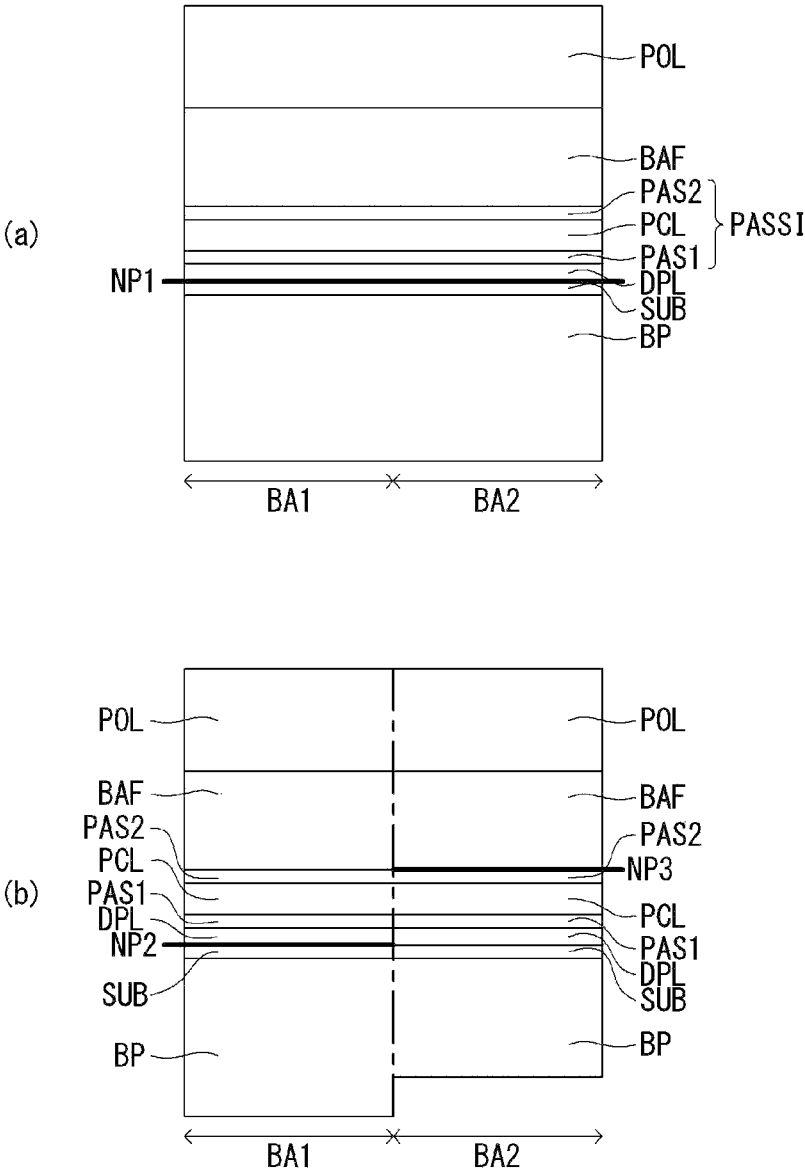 POL
BAF
PAS2
(a)
PCL
PASSI
PAS1
NP1
DPL
SUB
BP
BA1 BA2
POL POL
BAF BAF
PAS2 PAS2
PCL NP3
(b)
PAS1 PCL
DPL
NP2 PAS1
DPL
SUB SUB
BP BP
BA1 BA2